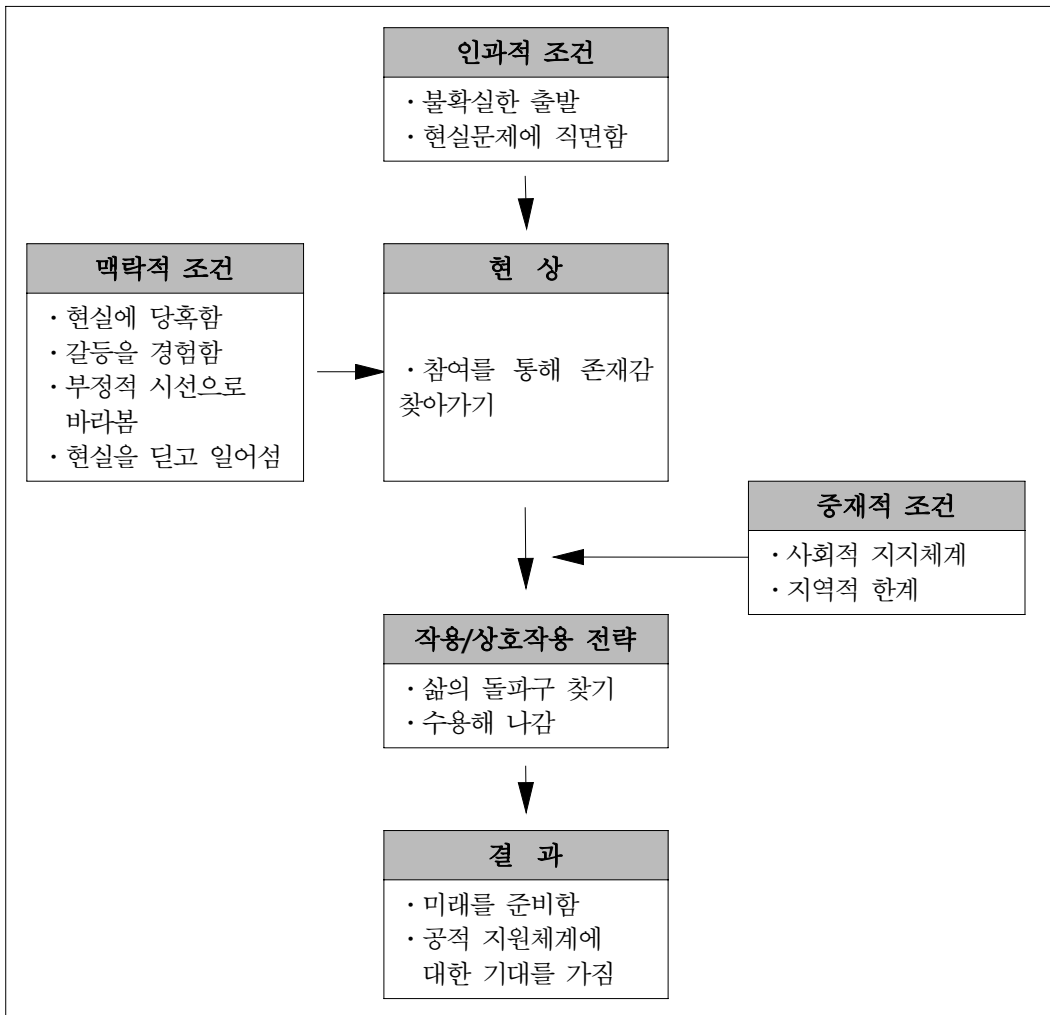 인과적 조건
· 불확실한 출발
· 현실문제에 직면함
맥락적 조건
· 현실에 당혹함
· 갈등을 경험함
· 부정적 시선으로
바라봄
· 현실을 딛고 일어섬
현 상
· 참여를 통해 존재감
찾아가기
중재적 조건
· 사회적 지지체계
· 지역적 한계
작용/상호작용 전략
· 삶의 돌파구 찾기
· 수용해 나감
결 과
· 미래를 준비함
· 공적 지원체계에
대한 기대를 가짐